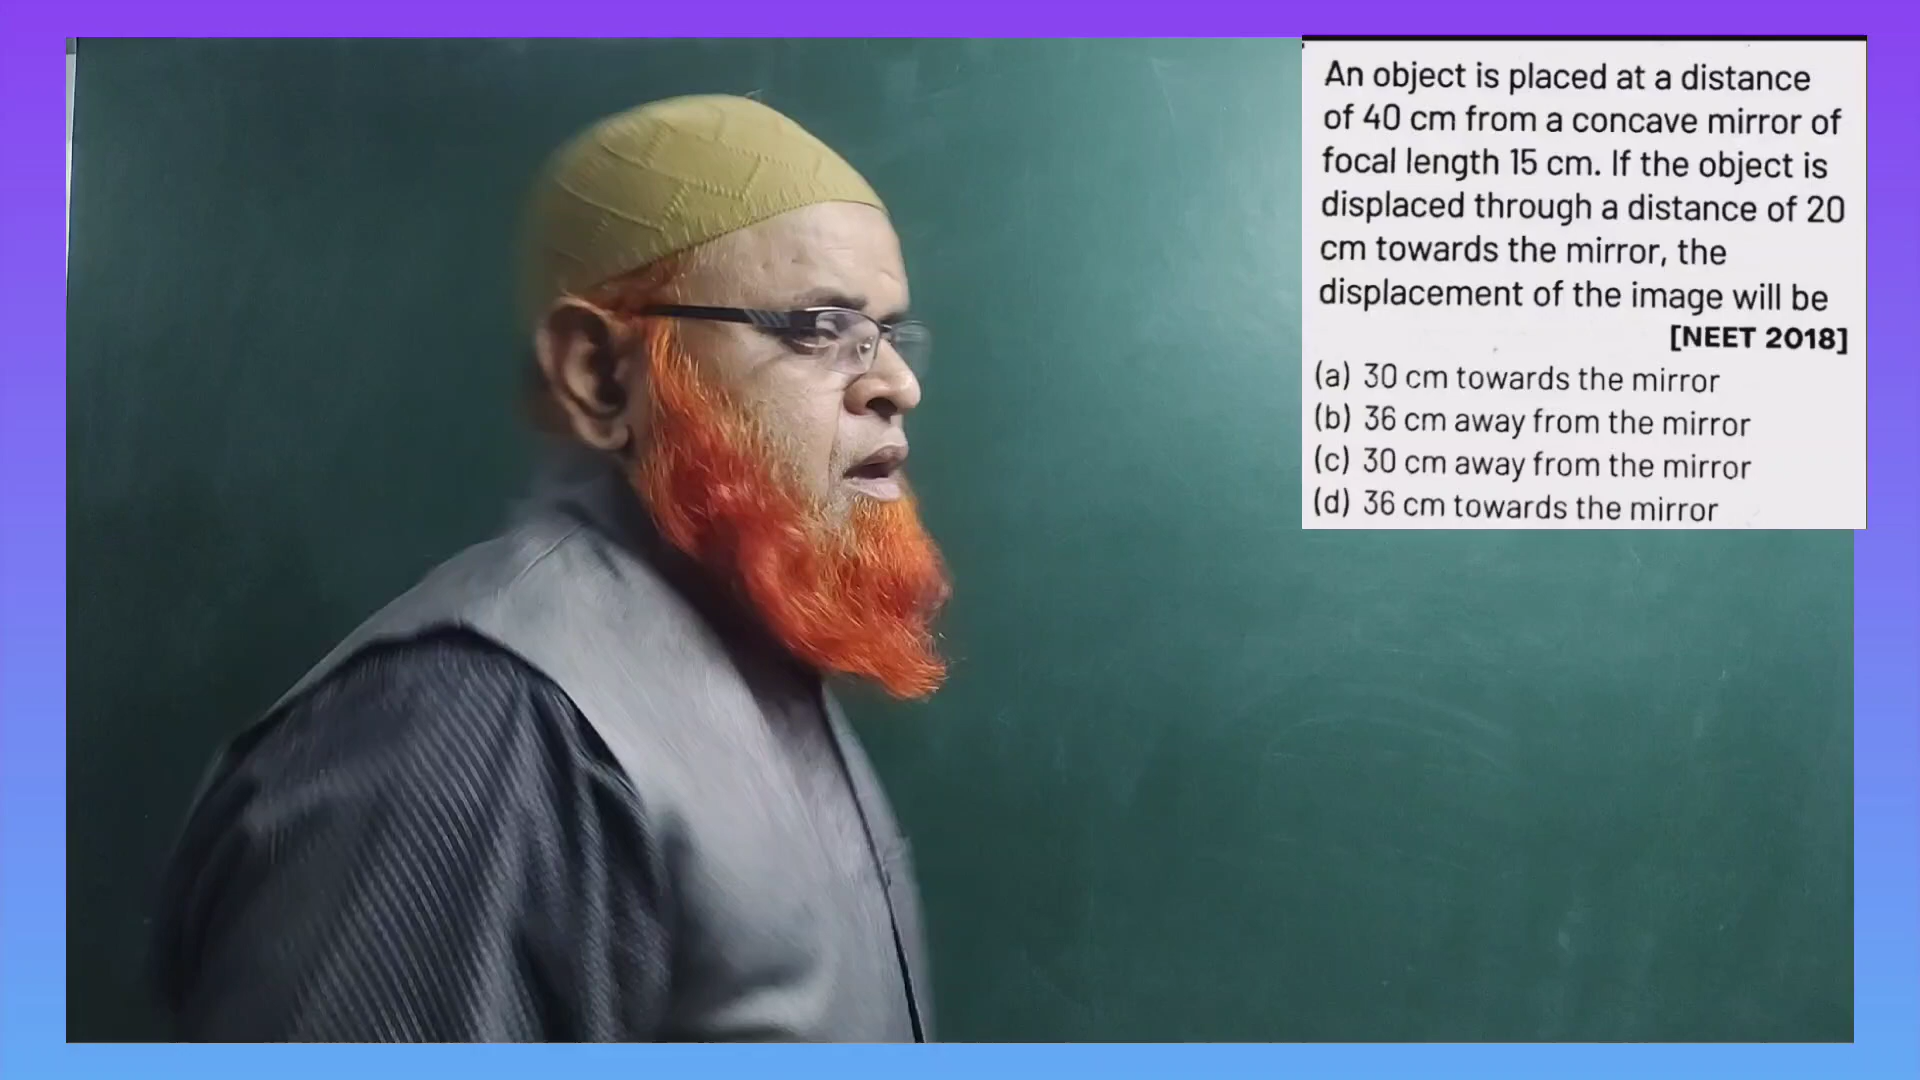 An object is placed at a distance
of 40 cm from a concave mirror of
focal length 15 cm. If the object is
displaced through a distance of 20
cm towards the mirror, the
displacement of the image will be
[NEET 2018]
(a) 30 cm towards the mirror
(b) 36 cm away from the mirror
(c) 30 cm away from the mirror
(d) 36 cm towards the mirror